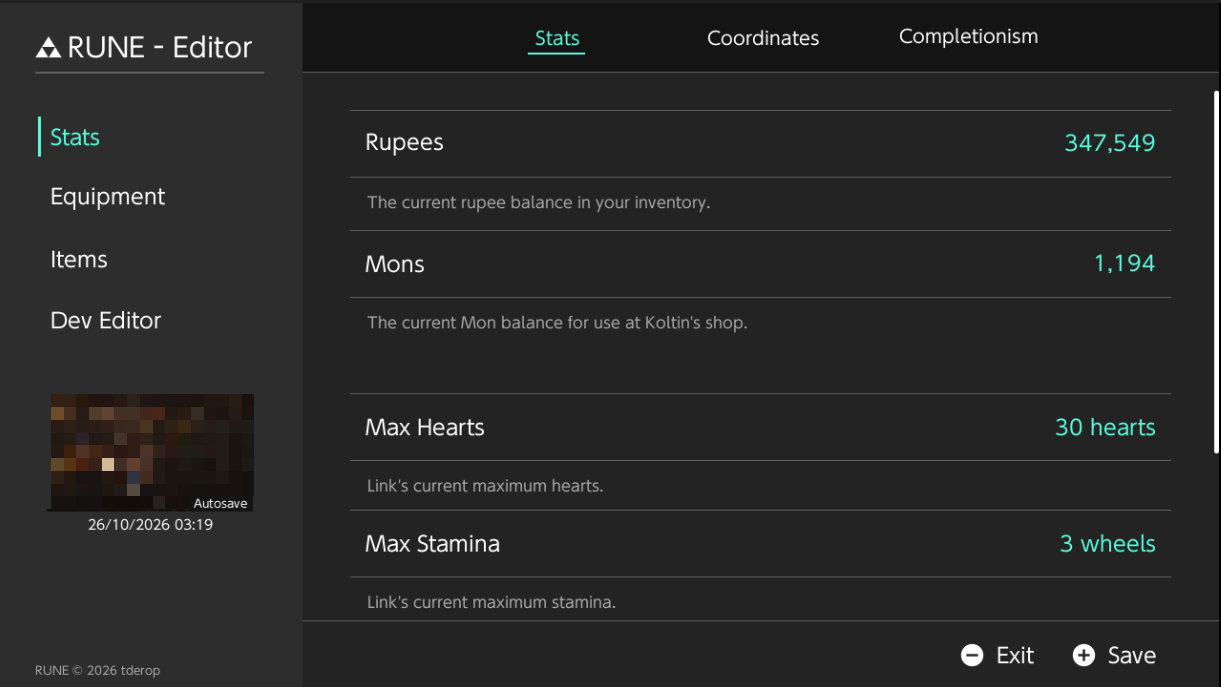 RUNE - Editor
Stats
Equipment
Items
Dev Editor
Autosave
26/10/2026 03:19
RUNE © 2026 tderop
Stats
Coordinates
Completionism
Rupees
347,549
The current rupee balance in your inventory.
Mons
1,194
The current Mon balance for use at Koltin's shop.
Max Hearts
30 hearts
Link's current maximum hearts.
Max Stamina
3 wheels
Link's current maximum stamina.
Exit
Save